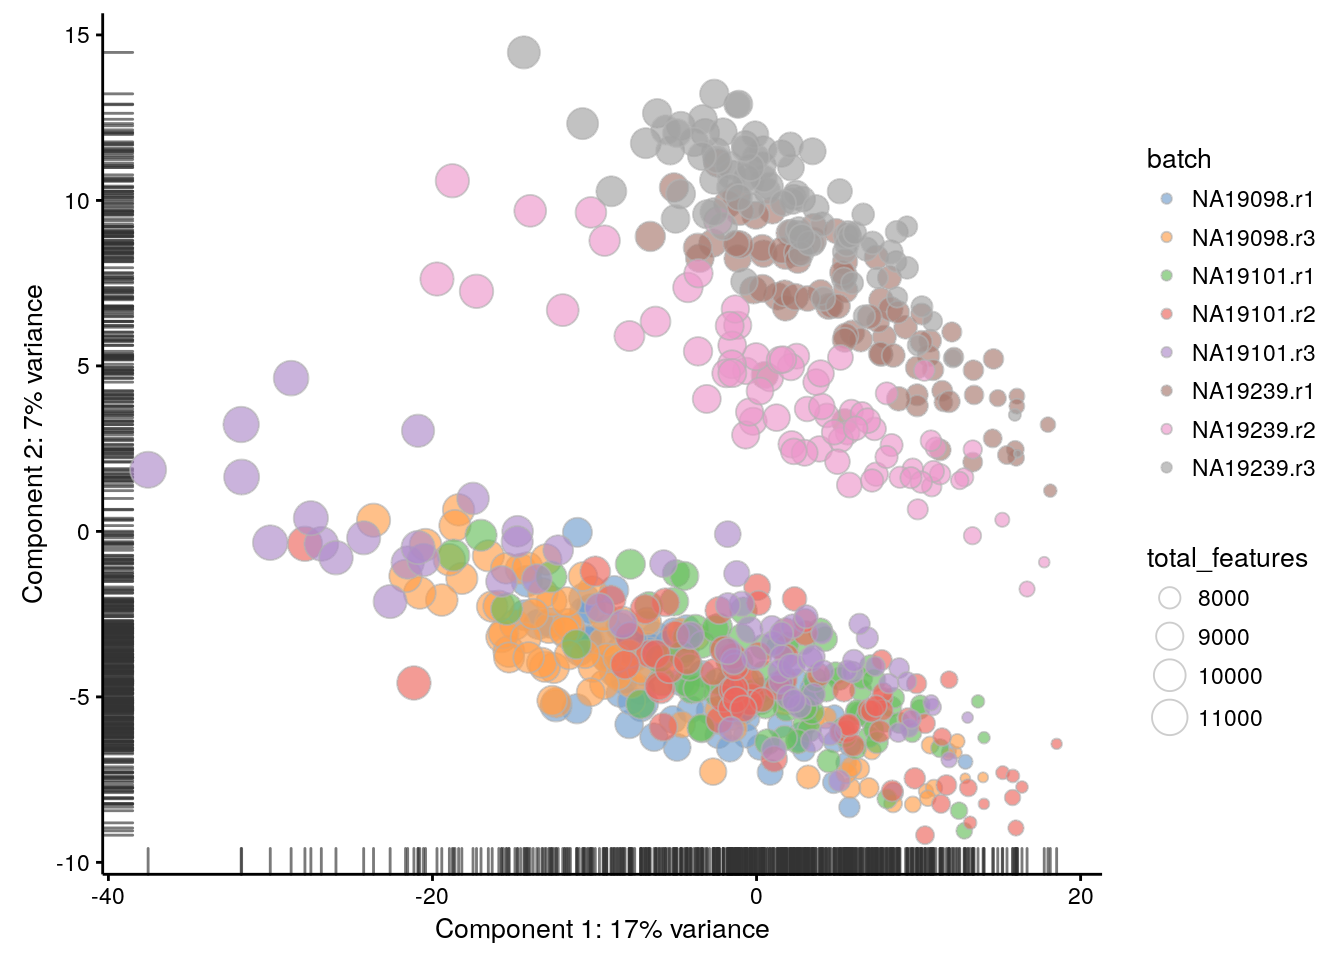 15
10
5
0
-5
-10
Component 2: 7% variance
-40
-20
0
20
Component 1: 17% variance
batch
NA19098.r1
NA19098.r3
NA19101.r1
NA19101.r2
NA19101.r3
NA19239.r1
NA19239.r2
NA19239.r3
total_features
8000
9000
10000
11000